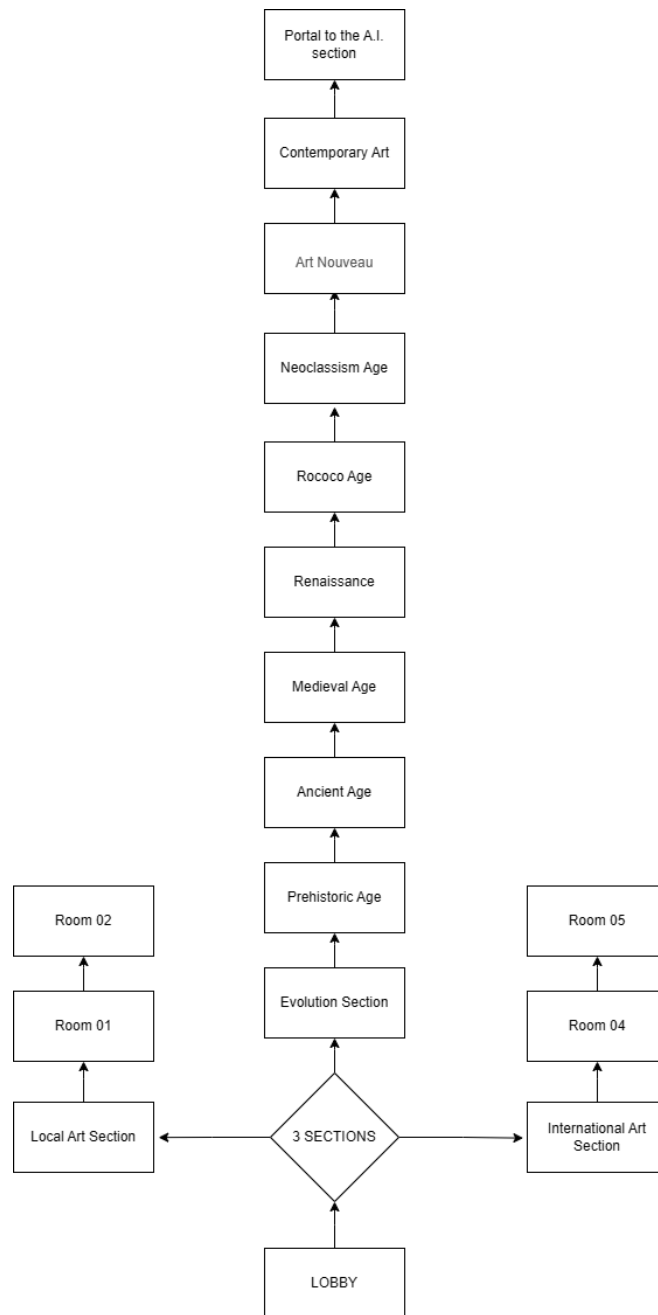 Portal to the A.I.
section
Contemporary Art
Art Nouveau
Neoclassism Age
Rococo Age
Renaissance
Medieval Age
Ancient Age
Prehistoric Age
Room 02
Room 05
Evolution Section
Room 01
Room 04
Local Art Section
3 SECTIONS
International Art
Section
LOBBY